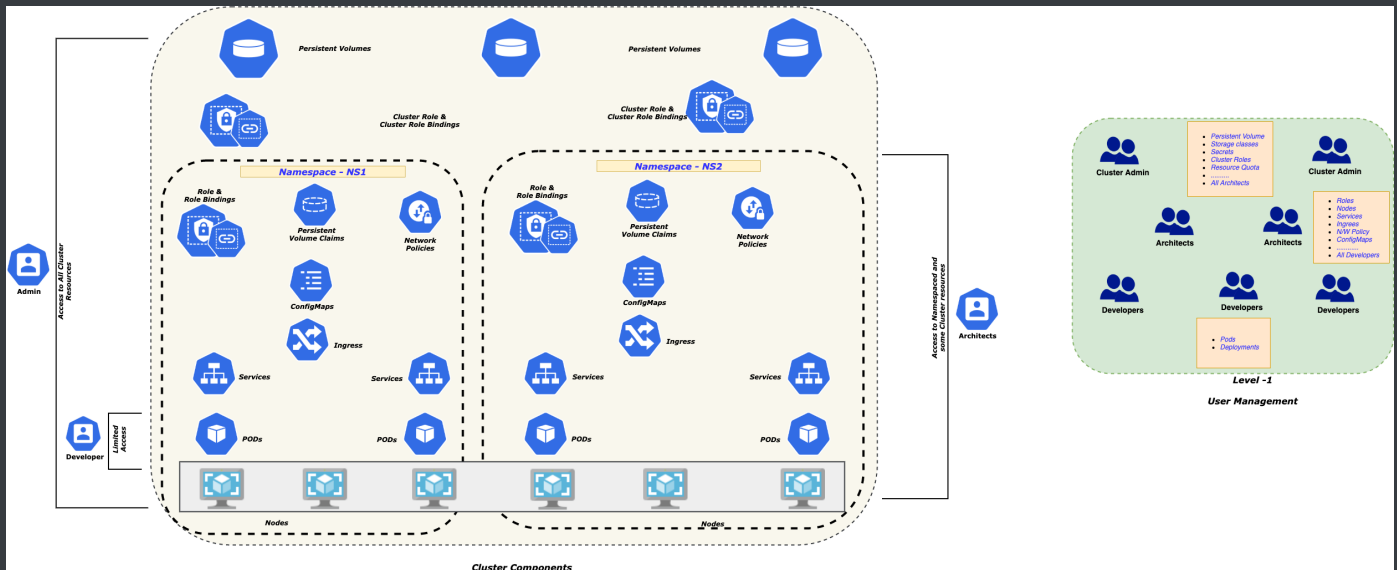 Persistent Volumes
Persistent Volumes
Cluster Role &
Cluster Role Bindings
Cluster Role &
Cluster Role Bindings
Namespace - NS1
Role &
Role Bindings
Persistent
Volume Claims
Network
Policies
ConfigMaps
Ingress
Services
Services
PODs
PODs
Nodes
Namespace - NS2
Role &
Role Bindings
Persistent
Volume Claims
Network
Policies
ConfigMaps
Ingress
Services
Services
PODs
PODs
Nodes
Admin
Access to All Cluster
Resources
Developer
Limited
Access
Access to Namespaced and
some Cluster resources
Architects
Cluster Components
Cluster Admin
• Persistent Volume
• Storage classes
• Secrets
• Cluster Roles
• Resource Quota
• .........
• All Architects
Cluster Admin
Architects
Architects
• Roles
• Nodes
• Services
• Ingrees
• N/W Policy
• ConfigMaps
• ...........
• All Developers
Developers
Developers
Developers
• Pods
• Deployments
Level -1
User Management